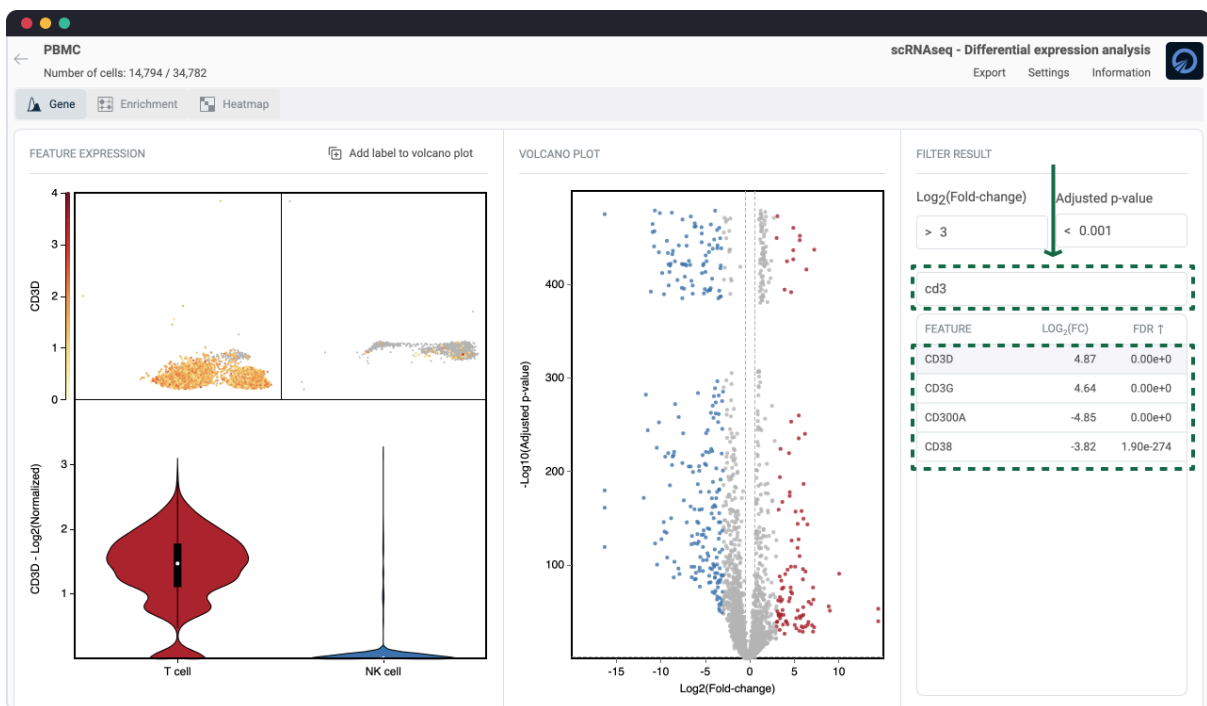 PBMC
Number of cells: 14,794 / 34,782
scRNAseq - Differential expression analysis
Export Settings Information
Gene Enrichment Heatmap
FEATURE EXPRESSION
Add label to volcano plot
CD3D
4
3
2
1
0
CD3D - Log2(Normalized)
3
2
1
T cell NK cell
VOLCANO PLOT
-Log10(Adjusted p-value)
400
300
200
100
-15 -10 -5 0 5 10
Log2(Fold-change)
FILTER RESULT
Log2(Fold-change) Adjusted p-value
> 3 < 0.001
cd3
FEATURE LOG2(FC) FDR ↑
CD3D 4.87 0.00e+0
CD3G 4.64 0.00e+0
CD300A -4.85 0.00e+0
CD38 -3.82 1.90e-274